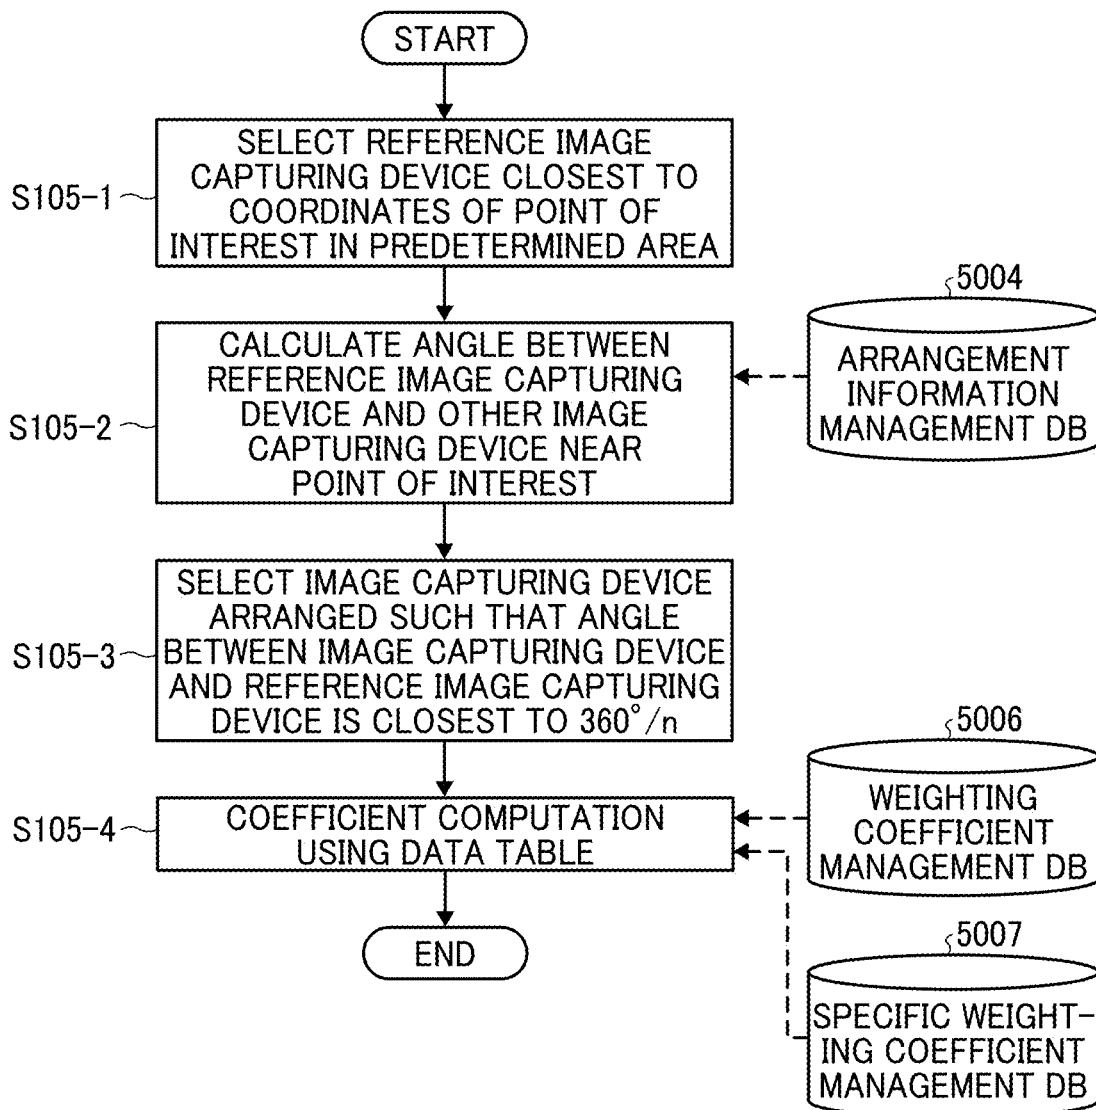 START
S105-1
SELECT REFERENCE IMAGE
CAPTURING DEVICE CLOSEST TO
COORDINATES OF POINT OF
INTEREST IN PREDETERMINED AREA
S105-2
CALCULATE ANGLE BETWEEN
REFERENCE IMAGE CAPTURING
DEVICE AND OTHER IMAGE
CAPTURING DEVICE NEAR
POINT OF INTEREST
5004
ARRANGEMENT
INFORMATION
MANAGEMENT DB
S105-3
SELECT IMAGE CAPTURING DEVICE
ARRANGED SUCH THAT ANGLE
BETWEEN IMAGE CAPTURING DEVICE
AND REFERENCE IMAGE CAPTURING
DEVICE IS CLOSEST TO 360°/n
S105-4
COEFFICIENT COMPUTATION
USING DATA TABLE
5006
WEIGHTING
COEFFICIENT
MANAGEMENT DB
END
5007
SPECIFIC WEIGHT-
ING COEFFICIENT
MANAGEMENT DB